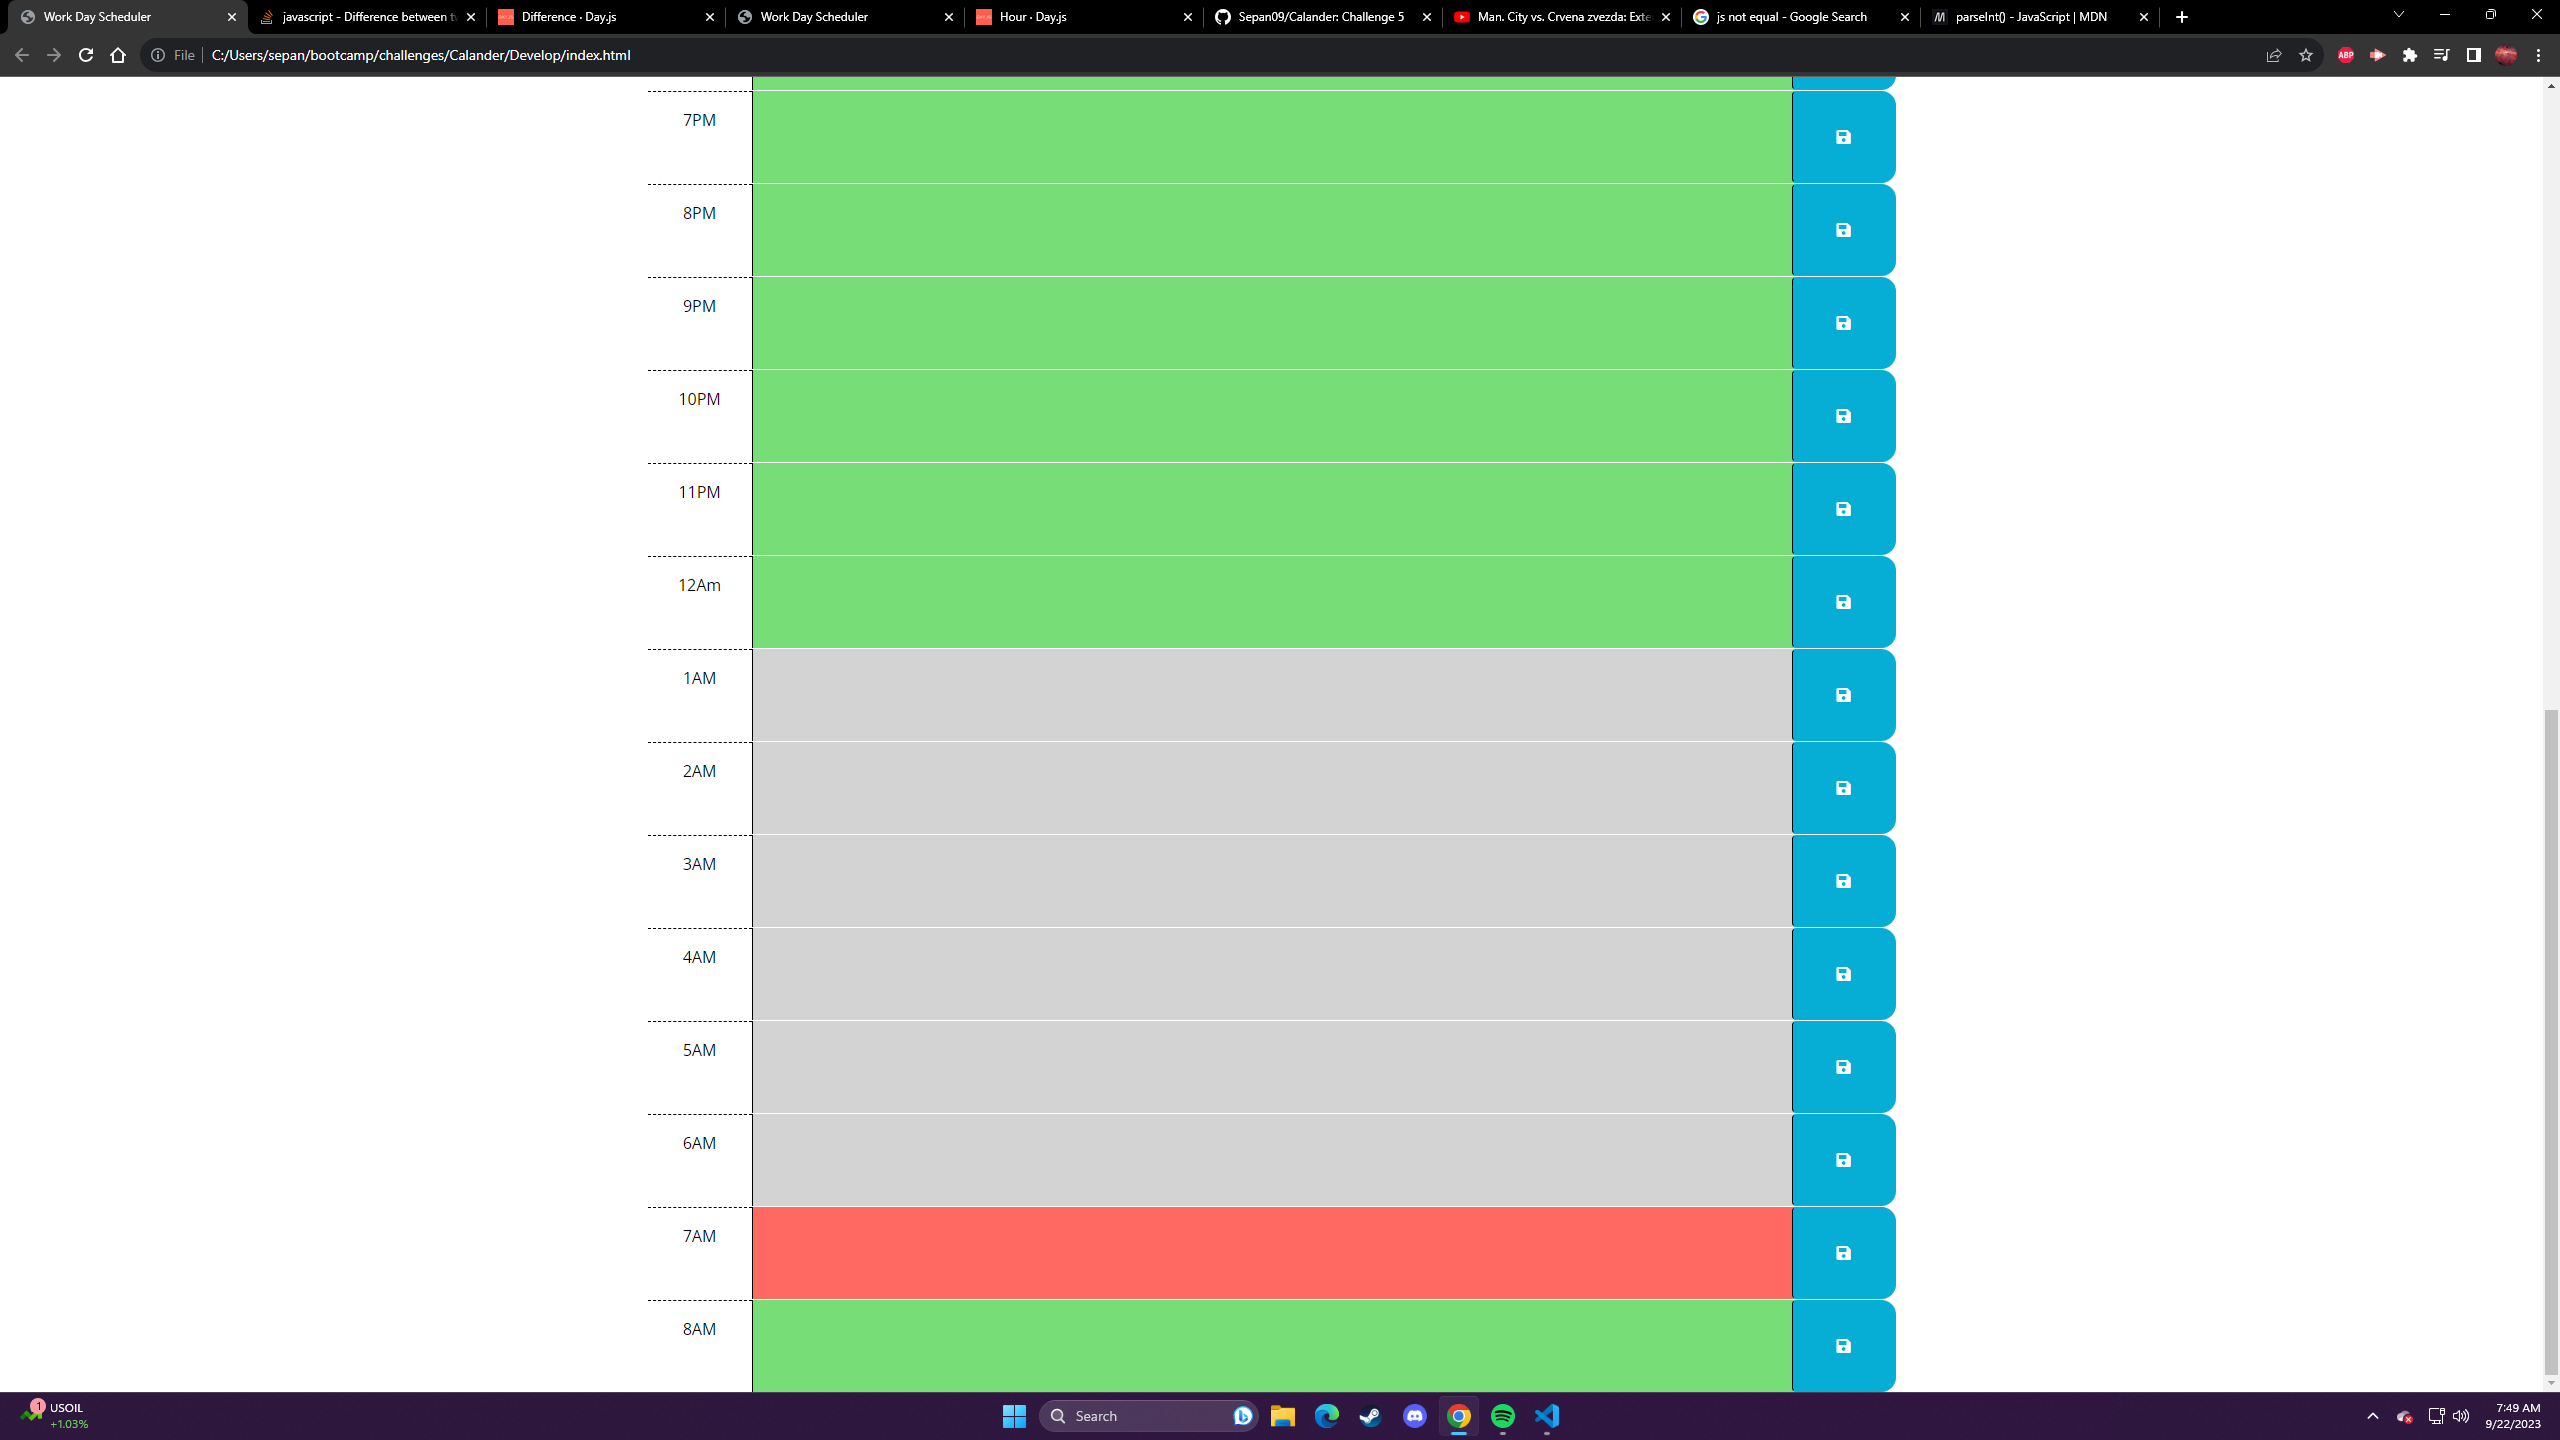 Work Day Scheduler
javascript - Difference between tw
Difference · Day.js
Work Day Scheduler
Hour · Day.js
Sepan09/Calander: Challenge 5
Man. City vs. Crvena zvezda: Exte
js not equal - Google Search
parseInt() - JavaScript | MDN
File
C:/Users/sepan/bootcamp/challenges/Calander/Develop/index.html
ABP
7PM
8PM
9PM
10PM
11PM
12Am
1AM
2AM
3AM
4AM
5AM
6AM
7AM
8AM
1
USOIL
+1.03%
Search
7:49 AM
9/22/2023